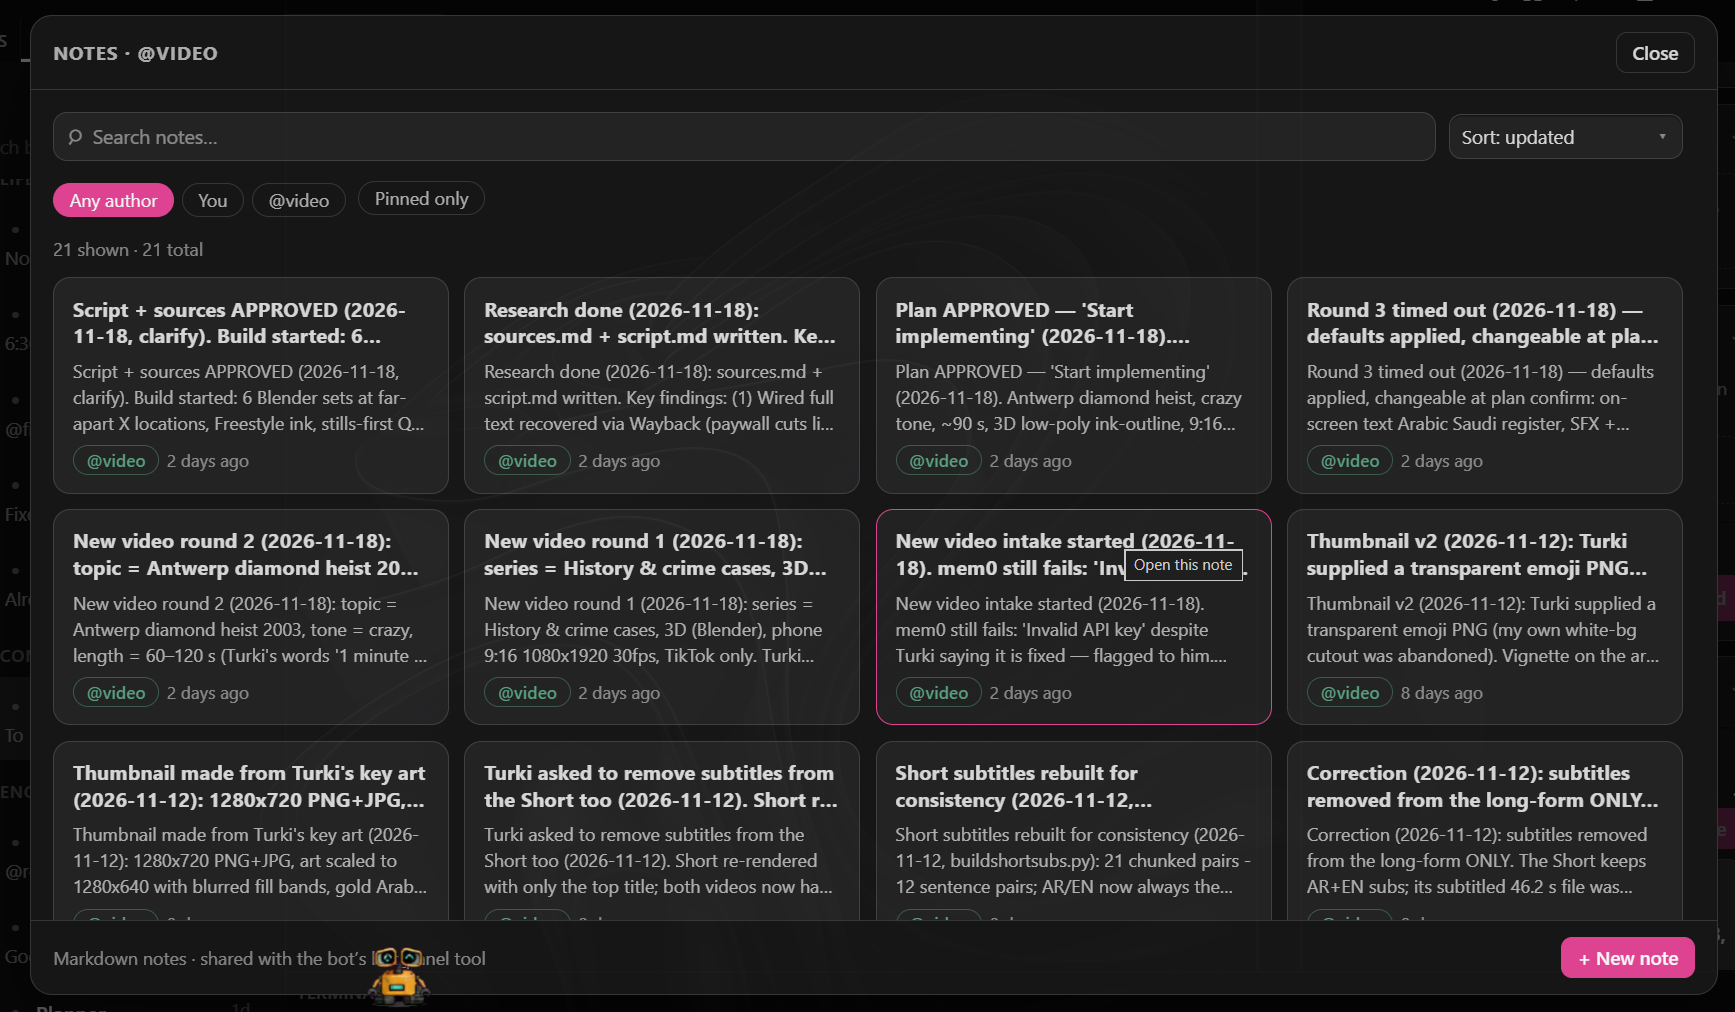 NOTES · @VIDEO
Close
Search notes...
Sort: updated
Any author
You
@video
Pinned only
21 shown · 21 total
Script + sources APPROVED (2026-
11-18, clarify). Build started: 6...
Script + sources APPROVED (2026-11-18,
clarify). Build started: 6 Blender sets at far-
apart X locations, Freestyle ink, stills-first Q...
@video 2 days ago
Research done (2026-11-18):
sources.md + script.md written. Ke...
Research done (2026-11-18): sources.md +
script.md written. Key findings: (1) Wired full
text recovered via Wayback (paywall cuts li...
@video 2 days ago
Plan APPROVED — 'Start
implementing' (2026-11-18)....
Plan APPROVED — 'Start implementing'
(2026-11-18). Antwerp diamond heist, crazy
tone, ~90 s, 3D low-poly ink-outline, 9:16...
@video 2 days ago
Round 3 timed out (2026-11-18) —
defaults applied, changeable at pla...
Round 3 timed out (2026-11-18) — defaults
applied, changeable at plan confirm: on-
screen text Arabic Saudi register, SFX +...
@video 2 days ago
New video round 2 (2026-11-18):
topic = Antwerp diamond heist 20...
New video round 2 (2026-11-18): topic =
Antwerp diamond heist 2003, tone = crazy,
length = 60–120 s (Turki's words '1 minute ...
@video 2 days ago
New video round 1 (2026-11-18):
series = History & crime cases, 3D...
New video round 1 (2026-11-18): series =
History & crime cases, 3D (Blender), phone
9:16 1080x1920 30fps, TikTok only. Turki...
@video 2 days ago
New video intake started (2026-11-
18). mem0 still fails:
Open this note
New video intake started (2026-11-18).
mem0 still fails: 'Invalid API key' despite
Turki saying it is fixed — flagged to him....
@video 2 days ago
Thumbnail v2 (2026-11-12): Turki
supplied a transparent emoji PNG...
Thumbnail v2 (2026-11-12): Turki supplied a
transparent emoji PNG (my own white-bg
cutout was abandoned). Vignette on the ar...
@video 8 days ago
Thumbnail made from Turki's key art
(2026-11-12): 1280x720 PNG+JPG,...
Thumbnail made from Turki's key art (2026-
11-12): 1280x720 PNG+JPG, art scaled to
1280x640 with blurred fill bands, gold Arab...
Turki asked to remove subtitles from
the Short too (2026-11-12). Short r...
Turki asked to remove subtitles from the
Short too (2026-11-12). Short re-rendered
with only the top title; both videos now ha...
Short subtitles rebuilt for
consistency (2026-11-12,...
Short subtitles rebuilt for consistency (2026-
11-12, buildshortsubs.py): 21 chunked pairs -
12 sentence pairs; AR/EN now always the...
Correction (2026-11-12): subtitles
removed from the long-form ONLY...
Correction (2026-11-12): subtitles removed
from the long-form ONLY. The Short keeps
AR+EN subs; its subtitled 46.2 s file was...
Markdown notes · shared with the bot's tool
+ New note